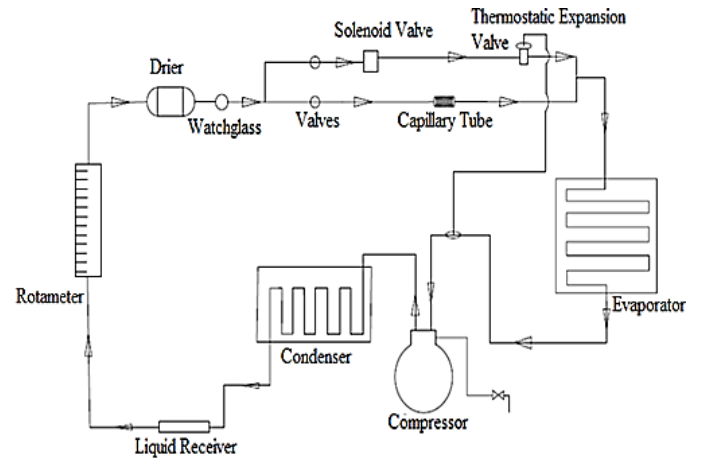 Thermostatic Expansion
Valve
Solenoid Valve
Drier
Watchglass
Valves
Capillary Tube
Rotameter
Evaporator
Condenser
Compressor
Liquid Receiver